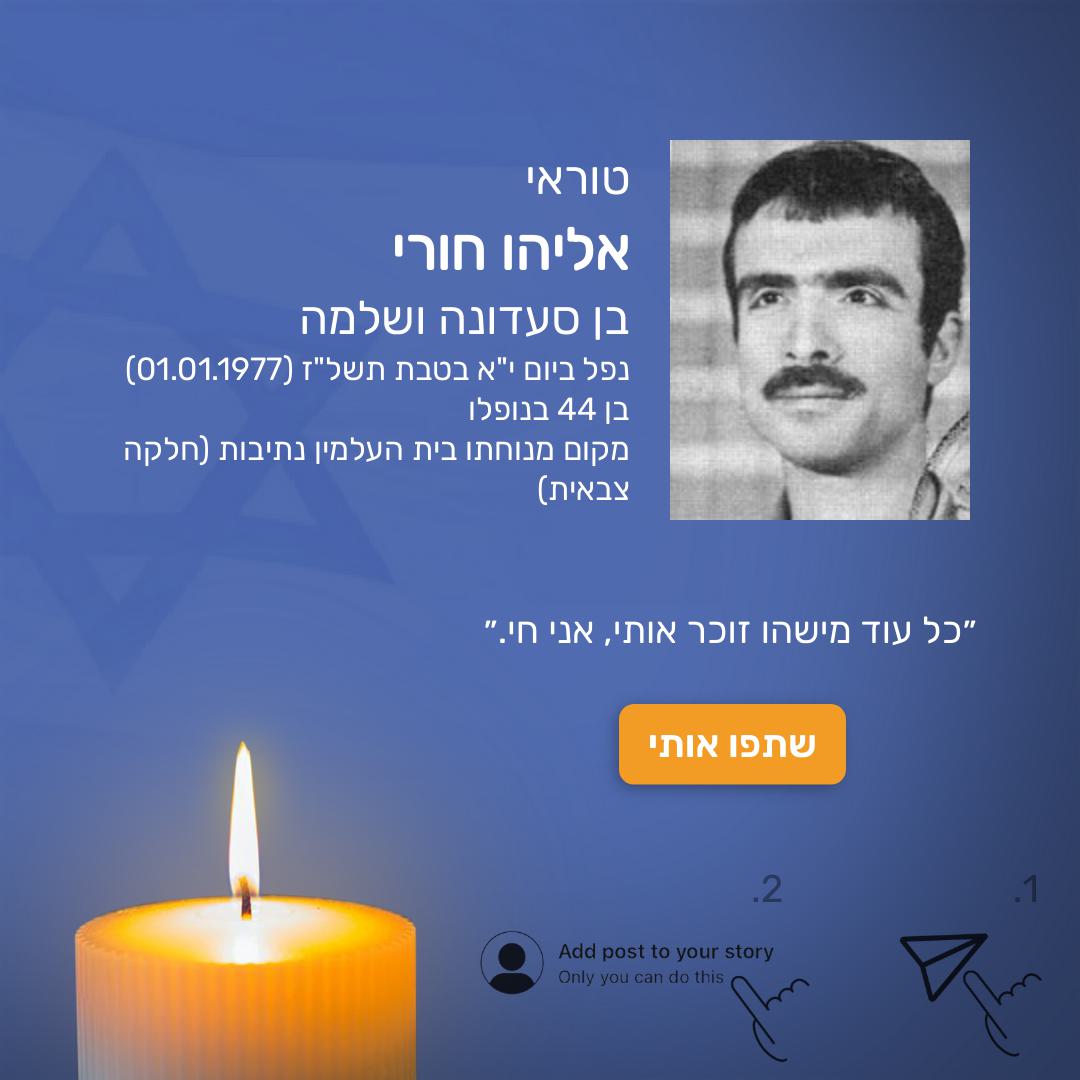 טוראי
אליהו חורי
בן סעדונה ושלמה
נפל ביום י"א בטבת תשל"ז (01.01.1977)
בן 44 בנופלו
מקום מנוחתו בית העלמין נתיבות (חלקה
צבאית)
״כל עוד מישהו זוכר אותי, אני חי.״
שתפו אותי
.1
.2
Add post to your story
Only you can do this